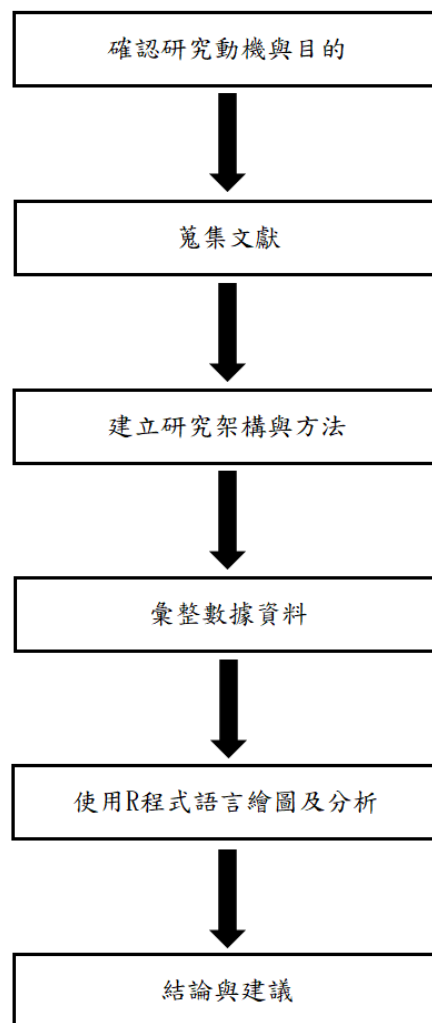 確認研究動機與目的
蒐集文獻
建立研究架構與方法
彙整數據資料
使用R程式語言繪圖及分析
結論與建議